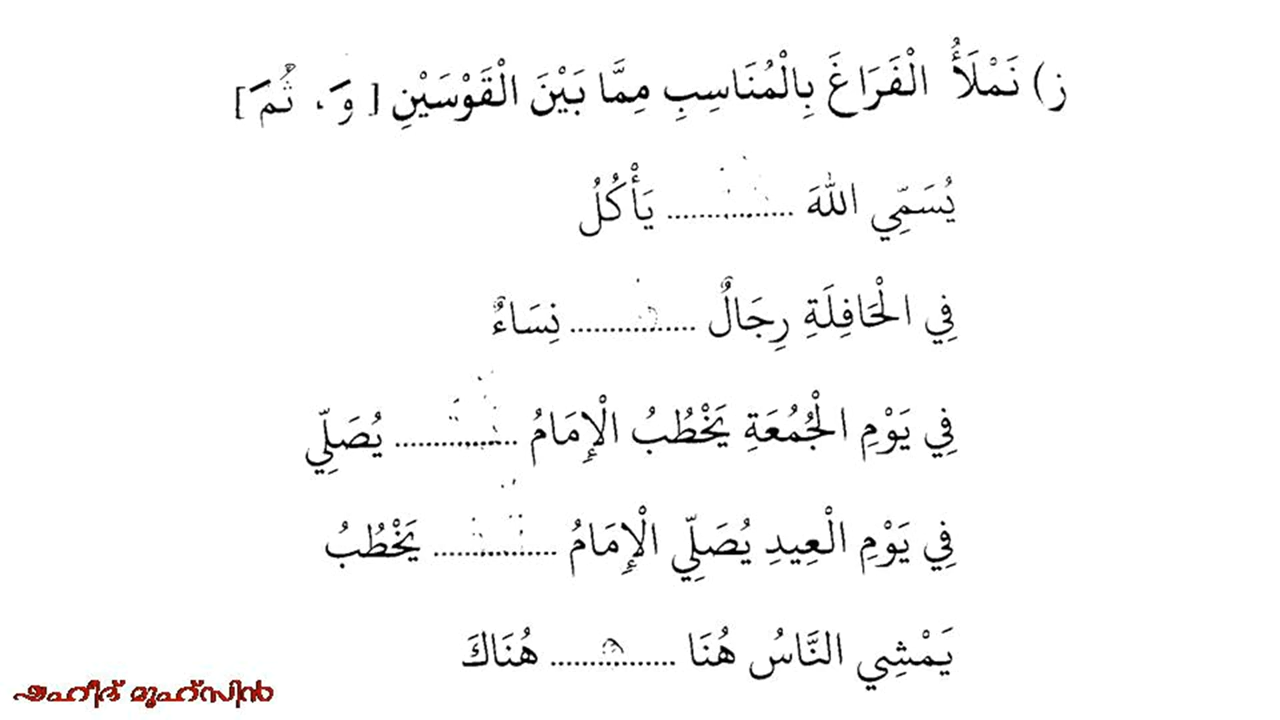 ز) نَمْلَأُ الْفَرَاغَ بِالْمُنَاسِبِ مِمَّا بَيْنَ الْقَوْسَيْنِ [ وَ، ثُمَّ ]
يُسَمِّي اللهَ ................ يَأْكُلُ
فِي الْحَافِلَةِ رِجَالٌ ................ نِسَاءٌ
فِي يَوْمِ الْجُمُعَةِ يَخْطُبُ الْإِمَامُ ................ يُصَلِّي
فِي يَوْمِ الْعِيدِ يُصَلِّي الْإِمَامُ ................ يَخْطُبُ
يَمْشِي النَّاسُ هُنَا ................ هُنَاكَ
ഷഹീദ് മുഹ്സിൻ